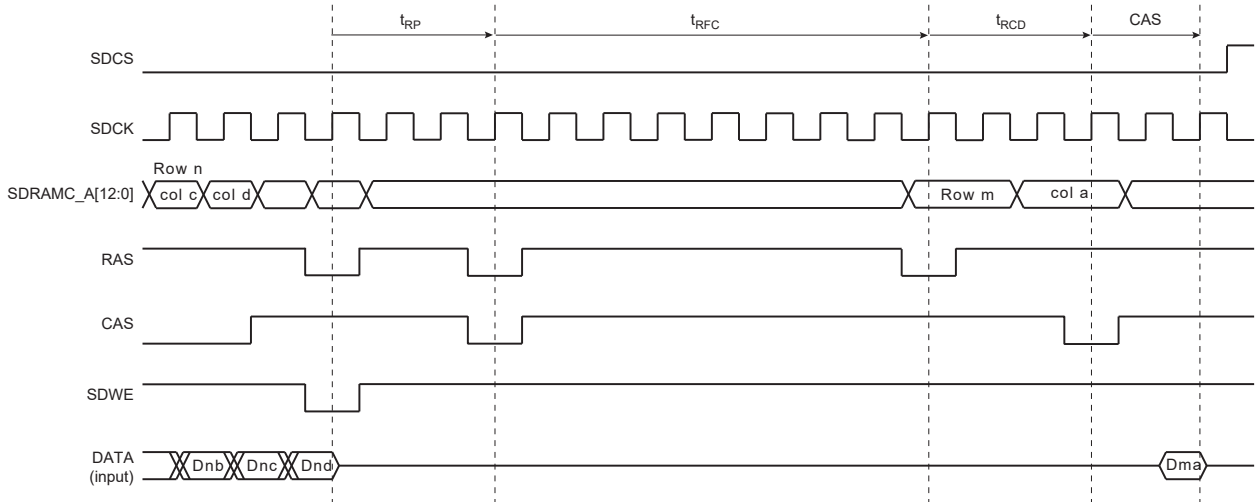 tRP tRFC tRCD CAS
SDCS
SDCK
Row n
SDRAMC_A[12:0] col c col d Row m col a
RAS
CAS
SDWE
DATA Dnb Dnc Dnd Dma
(input)